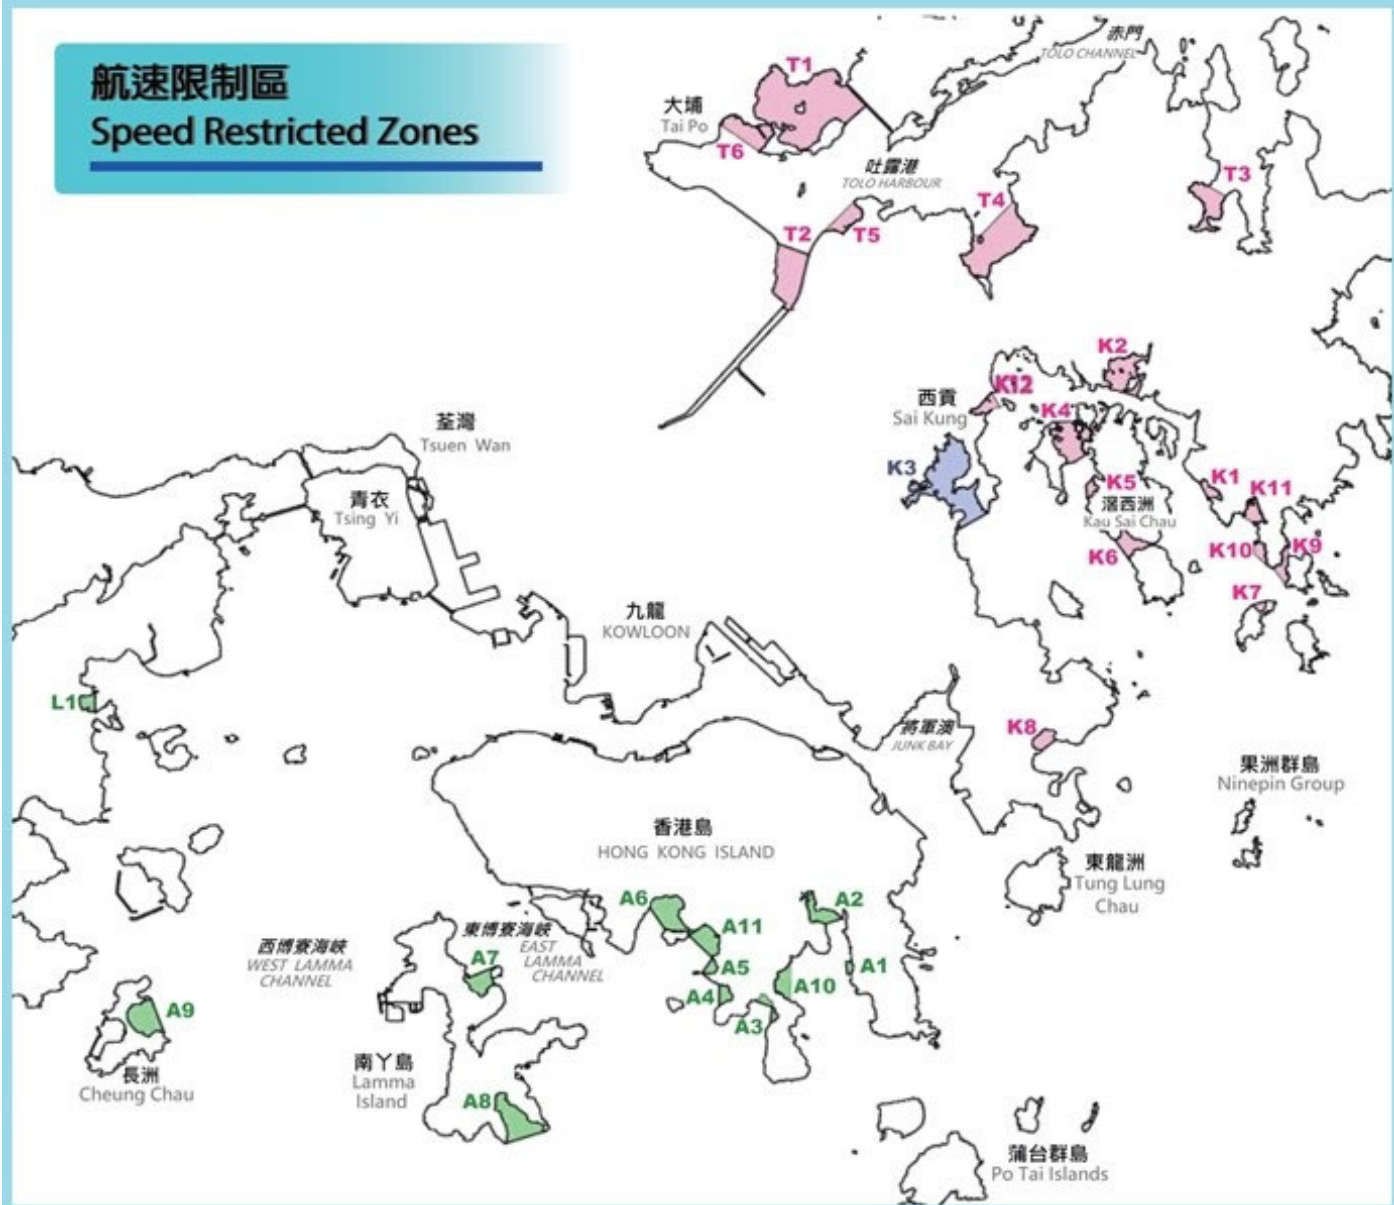 航速限制區
Speed Restricted Zones
赤門
TOLO CHANNEL
T1
大埔
Tai Po
T6
吐露港
TOLO HARBOUR
T3
T4
T2
T5
K2
西貢
Sai Kung
K12
K4
荃灣
Tsuen Wan
K3
K1
K5
K11
青衣
Tsing Yi
滘西洲
Kau Sai Chau
K6
K10
K9
K7
九龍
KOWLOON
L1
將軍澳
JUNK BAY
K8
果洲群島
Ninepin Group
香港島
HONG KONG ISLAND
東龍洲
Tung Lung
Chau
A6
A2
A11
東博寮海峽
EAST
LAMMA
CHANNEL
西博寮海峽
WEST LAMMA
CHANNEL
A7
A5
A1
A4
A10
A3
A9
長洲
Cheung Chau
南丫島
Lamma
Island
A8
蒲台群島
Po Tai Islands